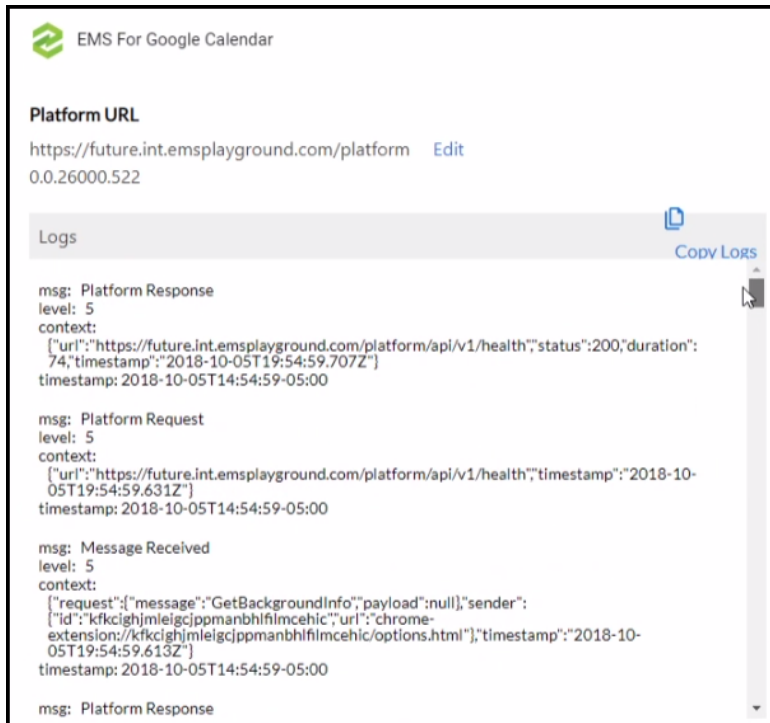 EMS For Google Calendar
Platform URL
https://future.int.emsplayground.com/platform Edit
0.0.26000.522
Logs
Copy Logs
msg: Platform Response
level: 5
context:
{"url":"https://future.int.emsplayground.com/platform/api/v1/health","status":200,"duration":
74,"timestamp":"2018-10-05T19:54:59.707Z"}
timestamp: 2018-10-05T14:54:59-05:00
msg: Platform Request
level: 5
context:
{"url":"https://future.int.emsplayground.com/platform/api/v1/health","timestamp":"2018-10-
05T19:54:59.631Z"}
timestamp: 2018-10-05T14:54:59-05:00
msg: Message Received
level: 5
context:
{"request":{"message":"GetBackgroundInfo","payload":null},"sender":
{"id":"kfkcighjmleigcjppmanbhlfilmcehic","url":"chrome-
extension://kfkcighjmleigcjppmanbhlfilmcehic/options.html"},"timestamp":"2018-10-
05T19:54:59.613Z"}
timestamp: 2018-10-05T14:54:59-05:00
msg: Platform Response